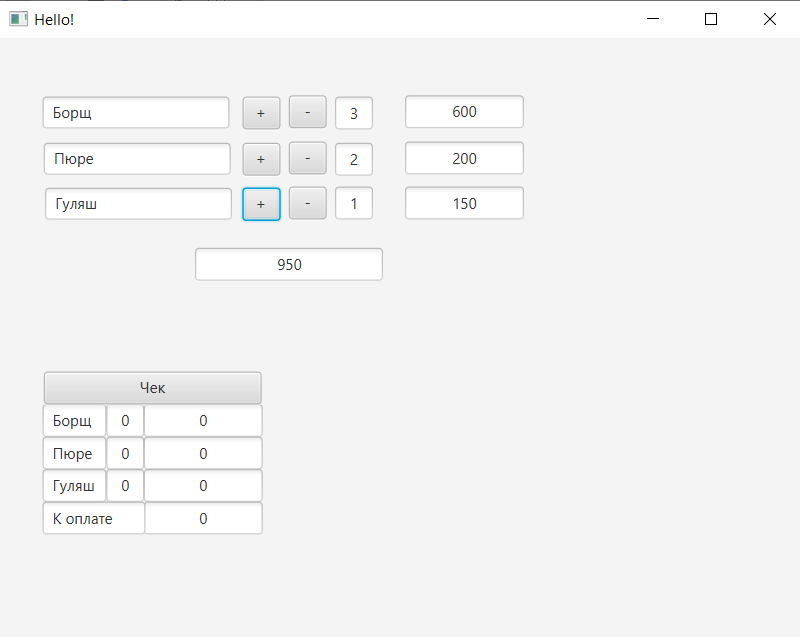 Hello!
Борщ + - 3 600
Пюре + - 2 200
Гуляш + - 1 150
950
Чек
Борщ 0 0
Пюре 0 0
Гуляш 0 0
К оплате 0